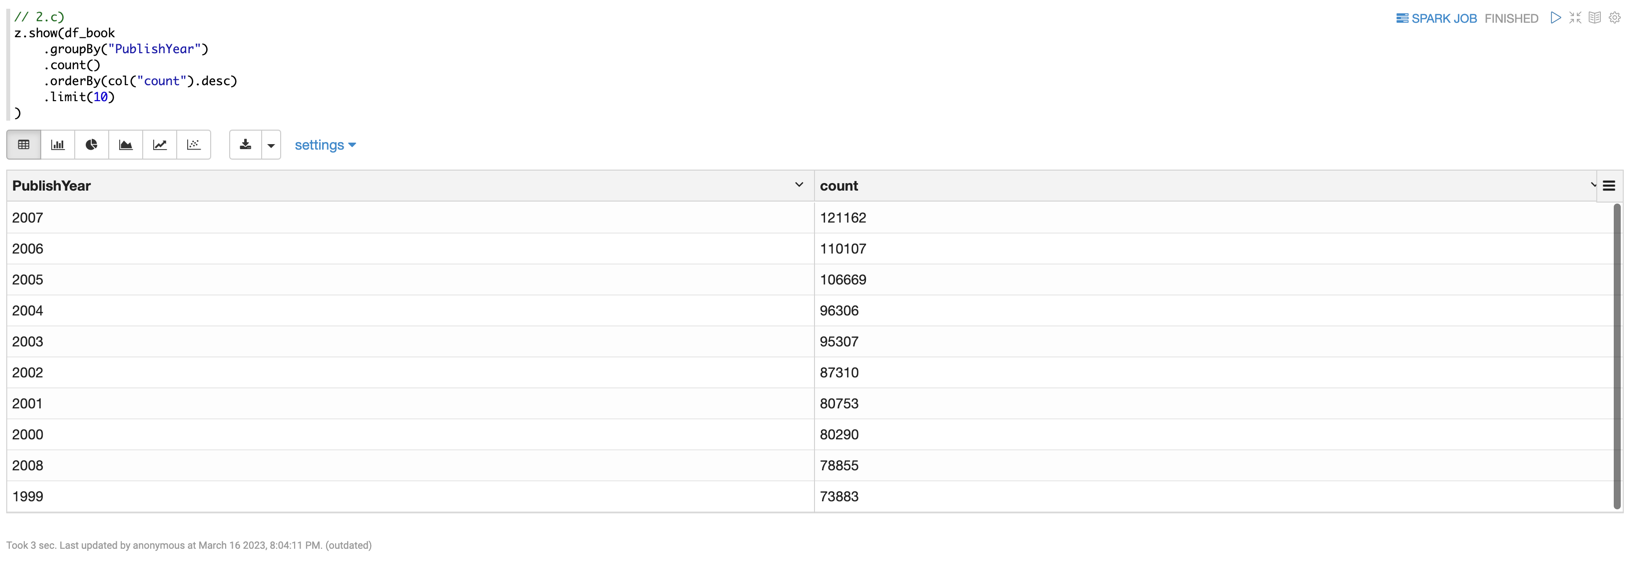 // 2.c)
SPARK JOB FINISHED
z.show(df_book
    .groupBy("PublishYear")
    .count()
    .orderBy(col("count").desc)
    .limit(10)
)
settings
PublishYear count
2007 121162
2006 110107
2005 106669
2004 96306
2003 95307
2002 87310
2001 80753
2000 80290
2008 78855
1999 73883
Took 3 sec. Last updated by anonymous at March 16 2023, 8:04:11 PM. (outdated)